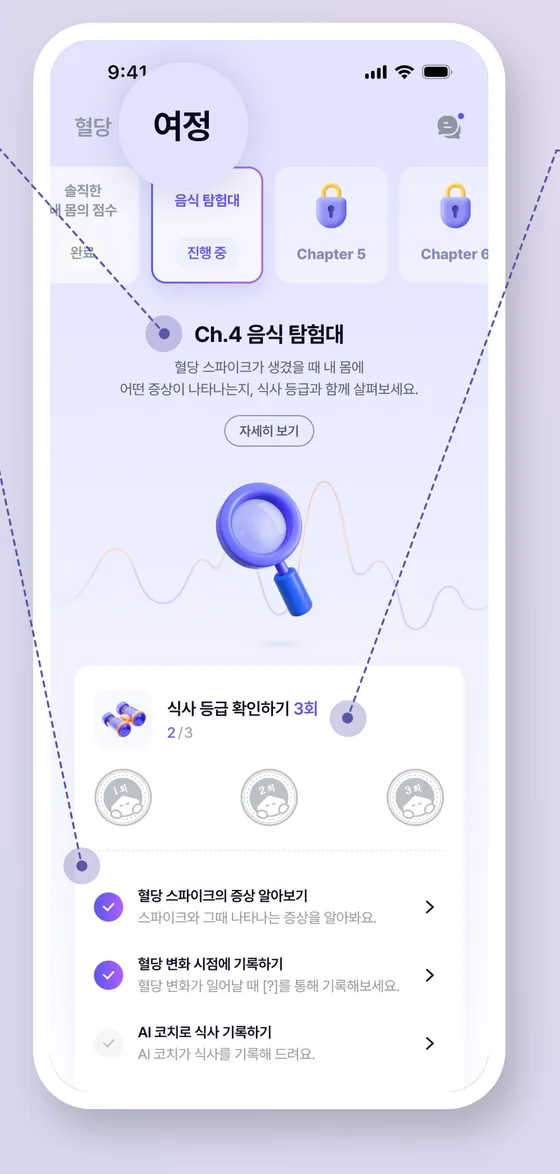 9:41
혈당
여정
솔직한
내 몸의 점수
완료
음식 탐험대
진행 중
Chapter 5
Chapter 6
Ch.4 음식 탐험대
혈당 스파이크가 생겼을 때 내 몸에
어떤 증상이 나타나는지, 식사 등급과 함께 살펴보세요.
자세히 보기
식사 등급 확인하기 3회
2/3
1회
2회
3회
혈당 스파이크의 증상 알아보기
스파이크와 그때 나타나는 증상을 알아봐요.
혈당 변화 시점에 기록하기
혈당 변화가 일어날 때 [?]를 통해 기록해보세요.
AI 코치로 식사 기록하기
AI 코치가 식사를 기록해 드려요.